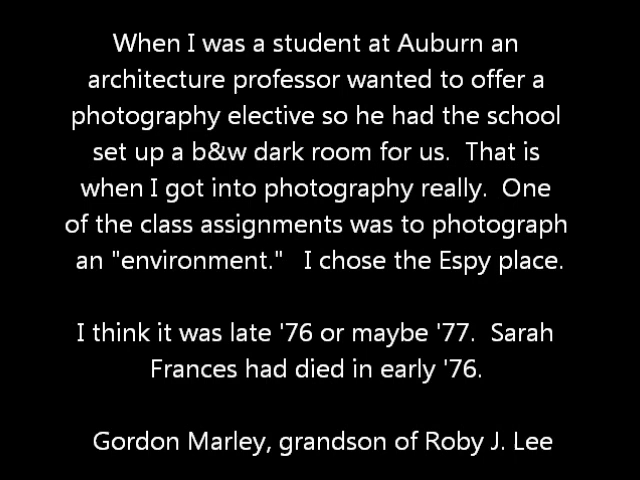 When I was a student at Auburn an
architecture professor wanted to offer a
photography elective so he had the school
set up a b&w dark room for us.  That is
when I got into photography really.  One
of the class assignments was to photograph
an "environment."   I chose the Espy place.
I think it was late '76 or maybe '77.  Sarah
Frances had died in early '76.
Gordon Marley, grandson of Roby J. Lee